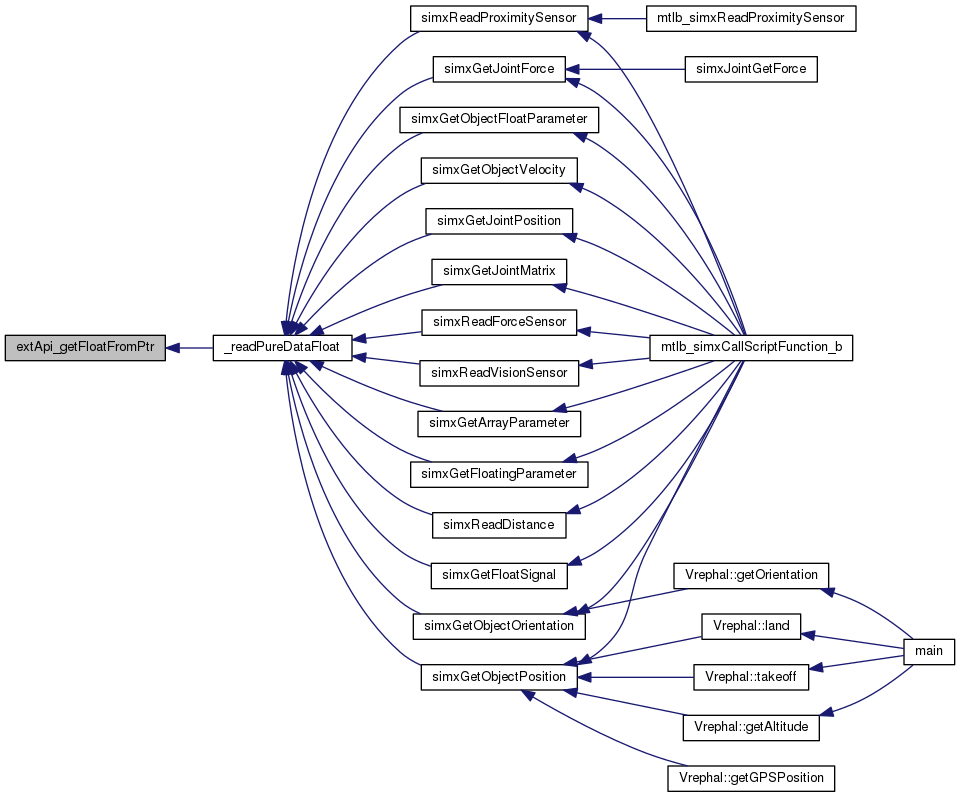 simxReadProximitySensor
mtlb_simxReadProximitySensor
simxGetJointForce
simxJointGetForce
simxGetObjectFloatParameter
simxGetObjectVelocity
simxGetJointPosition
simxGetJointMatrix
simxReadForceSensor
extApi_getFloatFromPtr
_readPureDataFloat
mtlb_simxCallScriptFunction_b
simxReadVisionSensor
simxGetArrayParameter
simxGetFloatingParameter
simxReadDistance
simxGetFloatSignal
Vrephal::getOrientation
simxGetObjectOrientation
Vrephal::land
main
simxGetObjectPosition
Vrephal::takeoff
Vrephal::getAltitude
Vrephal::getGPSPosition